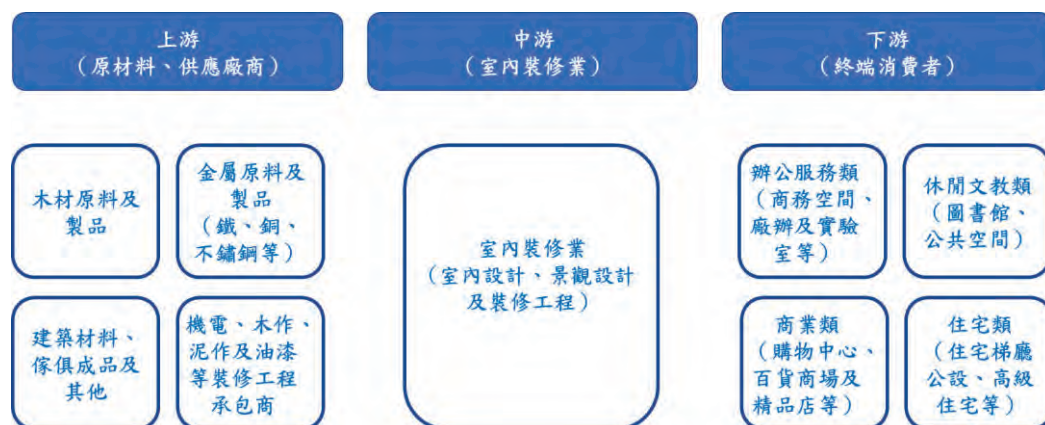 上游
（原材料、供應廠商）
中游
（室內裝修業）
下游
（終端消費者）
木材原料及
製品
金屬原料及
製品
（鐵、銅、
不鏽鋼等）
建築材料、
傢俱成品及
其他
機電、木作、
泥作及油漆
等裝修工程
承包商
室內裝修業
（室內設計、景觀設計
及裝修工程）
辦公服務類
（商務空間、
廠辦及實驗
室等）
休閒文教類
（圖書館、
公共空間）
商業類
（購物中心、
百貨商場及
精品店等）
住宅類
（住宅梯廳
公設、高級
住宅等）